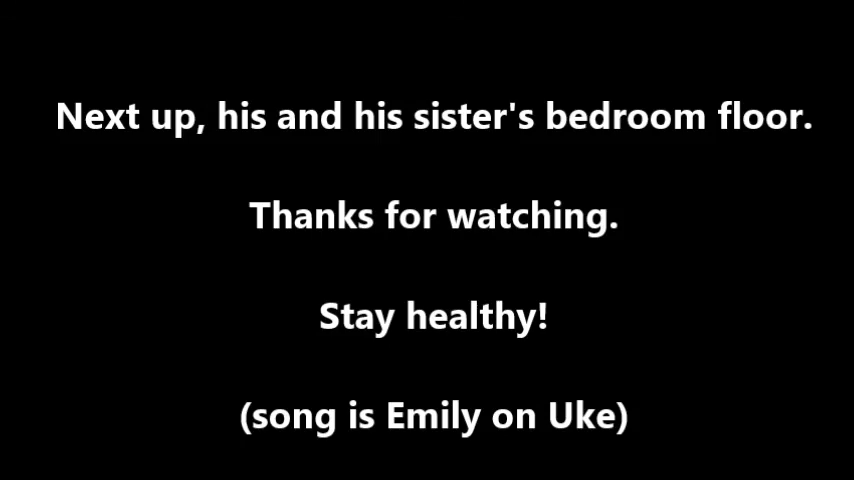 Next up, his and his sister's bedroom floor.
Thanks for watching.
Stay healthy!
(song is Emily on Uke)